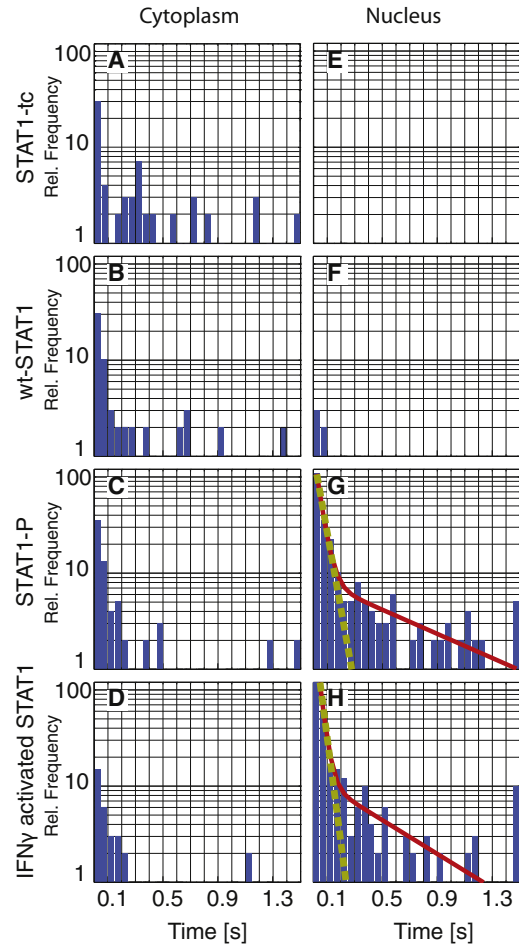 Cytoplasm Nucleus
STAT1-tc
Rel. Frequency
100
10
1
A
E
wt-STAT1
Rel. Frequency
100
10
1
B
F
STAT1-P
Rel. Frequency
100
10
1
C
G
IFNγ activated STAT1
Rel. Frequency
100
10
1
D
H
0.1 0.5 0.9 1.3 0.1 0.5 0.9 1.3
Time [s] Time [s]